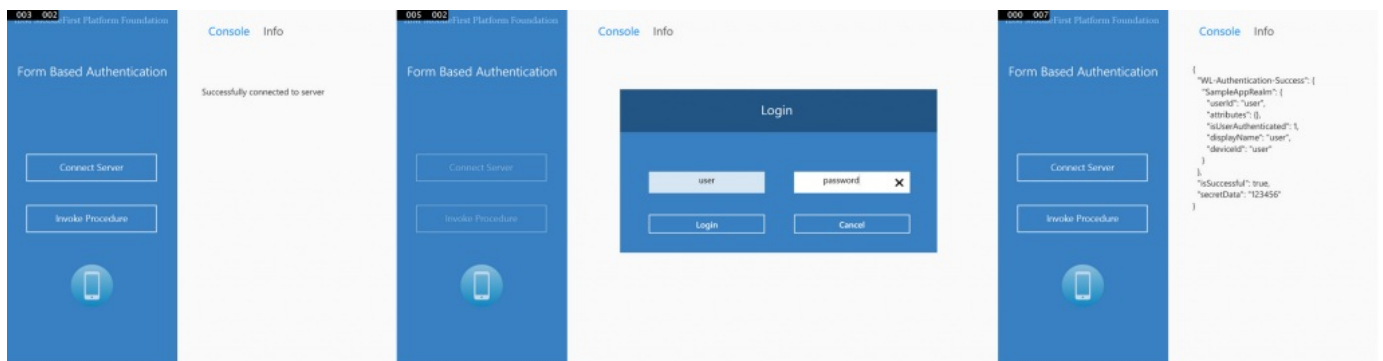 003 002
First Platform Foundation
Console Info
Form Based Authentication
Successfully connected to server
Connect Server
Invoke Procedure
005 002
First Platform Foundation
Console Info
Form Based Authentication
Login
Connect Server
user
password
Invoke Procedure
Login
Cancel
000 007
eFirst Platform Foundation
Console Info
Form Based Authentication
Connect Server
Invoke Procedure
{
"WL-Authentication-Success": {
"SampleAppRealm": {
"userId": "user",
"attributes": {},
"isUserAuthenticated": 1,
"displayName": "user",
"deviceId": "user"
}
},
"isSuccessful": true,
"secretData": "123456"
}